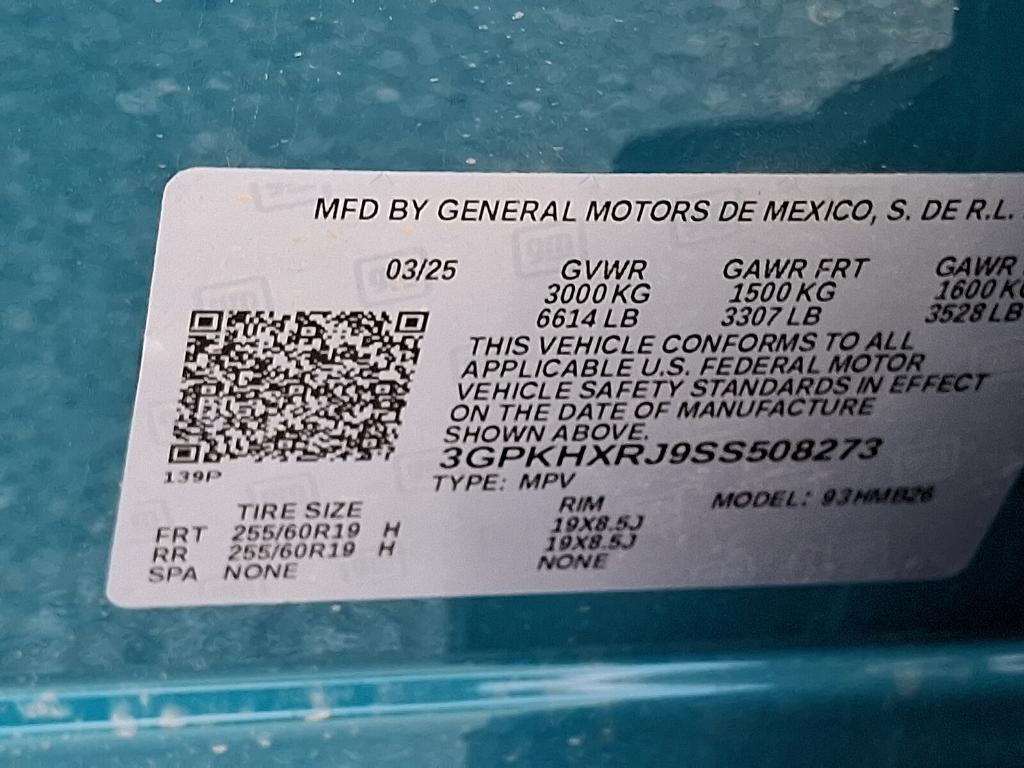 MFD BY GENERAL MOTORS DE MEXICO, S. DE R.L.
03/25 GVWR GAWR FRT GAWR
3000 KG 1500 KG 1600 KG
6614 LB 3307 LB 3528 LB
THIS VEHICLE CONFORMS TO ALL
APPLICABLE U.S. FEDERAL MOTOR
VEHICLE SAFETY STANDARDS IN EFFECT
ON THE DATE OF MANUFACTURE
SHOWN ABOVE.
3GPKHXRJ9SS508273
139P
TYPE: MPV MODEL: 93HMB26
TIRE SIZE RIM
FRT 255/60R19 H 19X8.5J
RR 255/60R19 H 19X8.5J
SPA NONE NONE